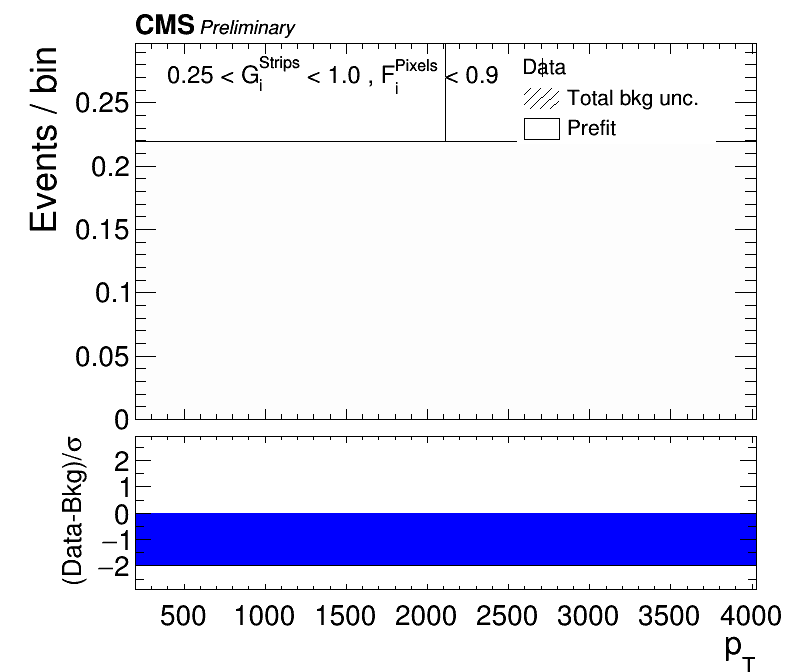 CMS Preliminary
0.25 < G_i^Strips < 1.0 , F_i^Pixels < 0.9
Data
Total bkg unc.
Prefit
Events / bin
0.25
0.2
0.15
0.1
0.05
0
(Data-Bkg)/σ
2
1
0
−1
−2
500 1000 1500 2000 2500 3000 3500 4000
p_T